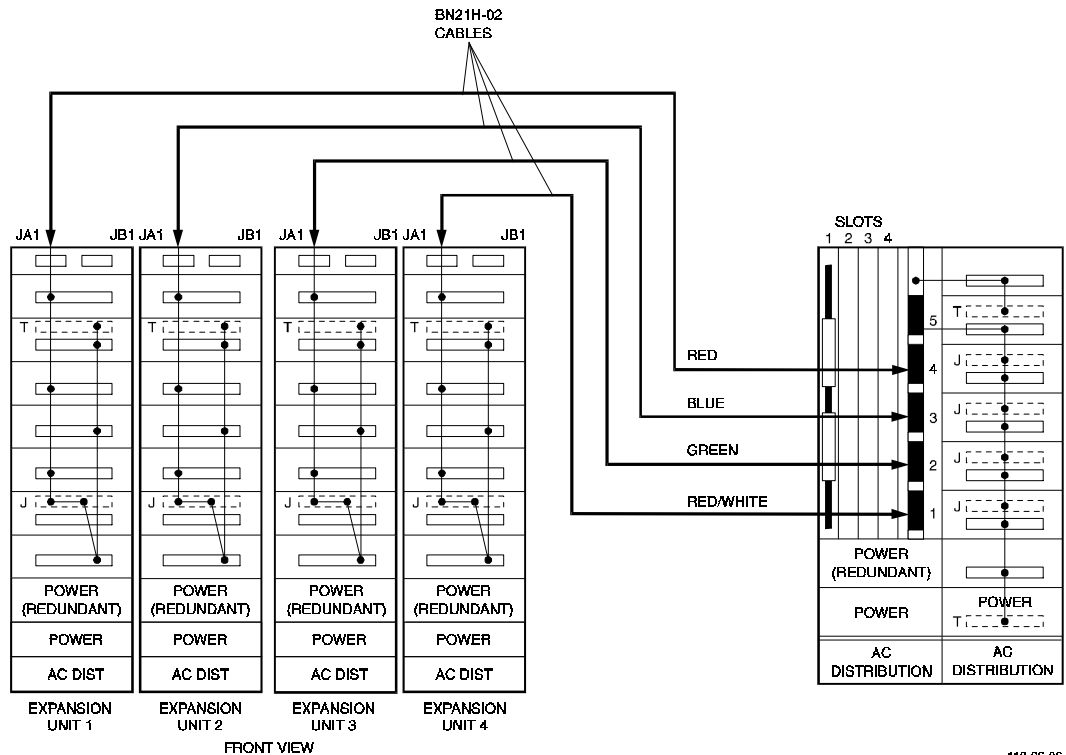 BN21H-02
CABLES
SLOTS
1 2 3 4
JA1 JB1 JA1 JB1 JA1 JB1 JA1 JB1
T T T T
J J J J
POWER
(REDUNDANT)
POWER
AC DIST
EXPANSION
UNIT 1
POWER
(REDUNDANT)
POWER
AC DIST
EXPANSION
UNIT 2
POWER
(REDUNDANT)
POWER
AC DIST
EXPANSION
UNIT 3
POWER
(REDUNDANT)
POWER
AC DIST
EXPANSION
UNIT 4
FRONT VIEW
RED
BLUE
GREEN
RED/WHITE
5
4
3
2
1
T
J
J
J
J
POWER
(REDUNDANT)
POWER
POWER
T
AC
DISTRIBUTION
AC
DISTRIBUTION